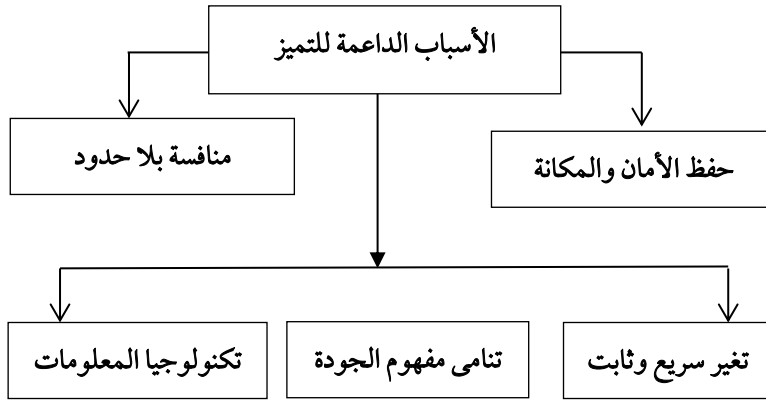 الأسباب الداعمة للتميز
منافسة بلا حدود
حفظ الأمان والمكانة
تغير سريع وثابت
تنامى مفهوم الجودة
تكنولوجيا المعلومات